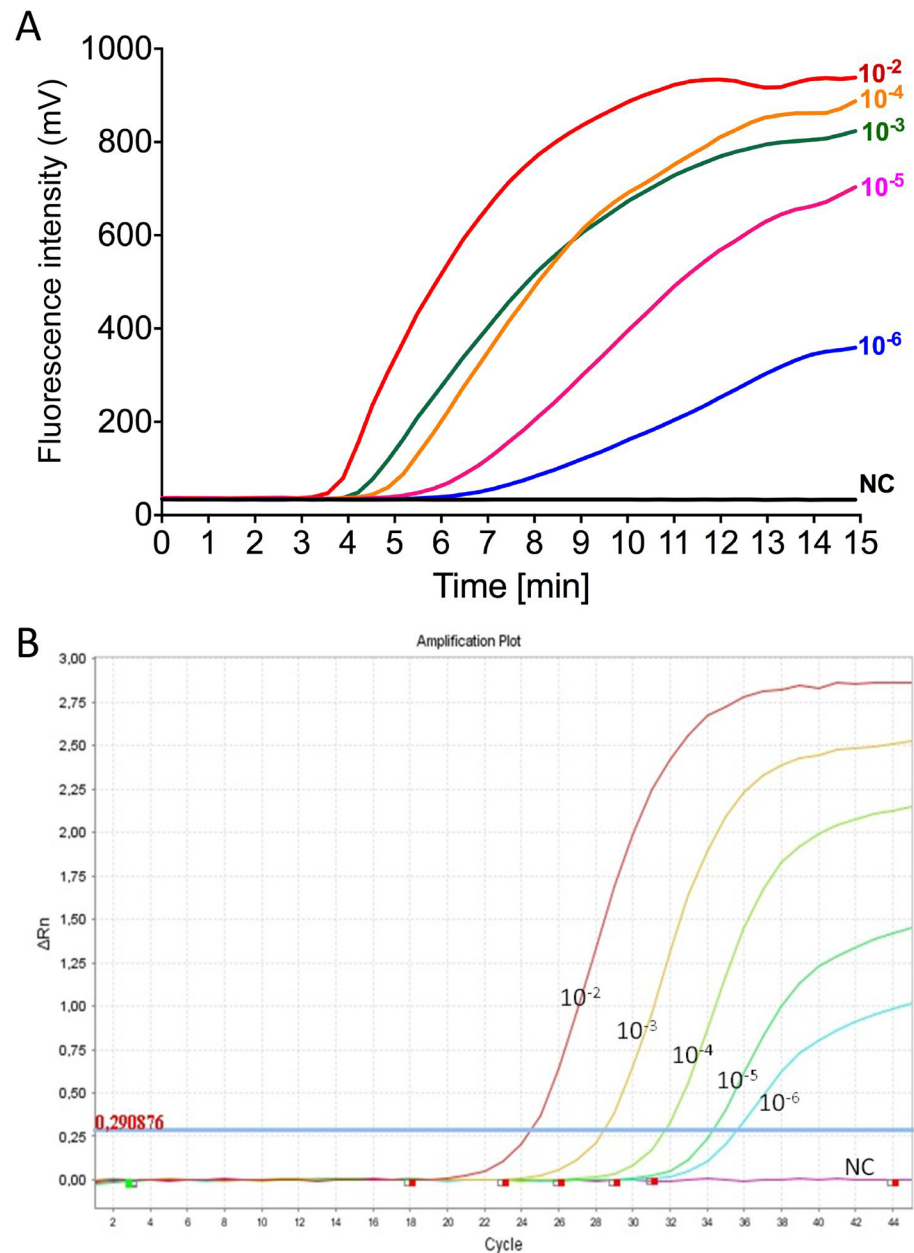 A
Fluorescence intensity (mV)
1000
800
600
400
200
0
0 1 2 3 4 5 6 7 8 9 10 11 12 13 14 15
Time [min]
10⁻²
10⁻⁴
10⁻³
10⁻⁵
10⁻⁶
NC
B
Amplification Plot
ΔRn
3,00
2,75
2,50
2,25
2,00
1,75
1,50
1,25
1,00
0,75
0,50
0,25
0,00
0,290876
10⁻²
10⁻³
10⁻⁴
10⁻⁵
10⁻⁶
NC
2 4 6 8 10 12 14 16 18 20 22 24 26 28 30 32 34 36 38 40 42 44
Cycle